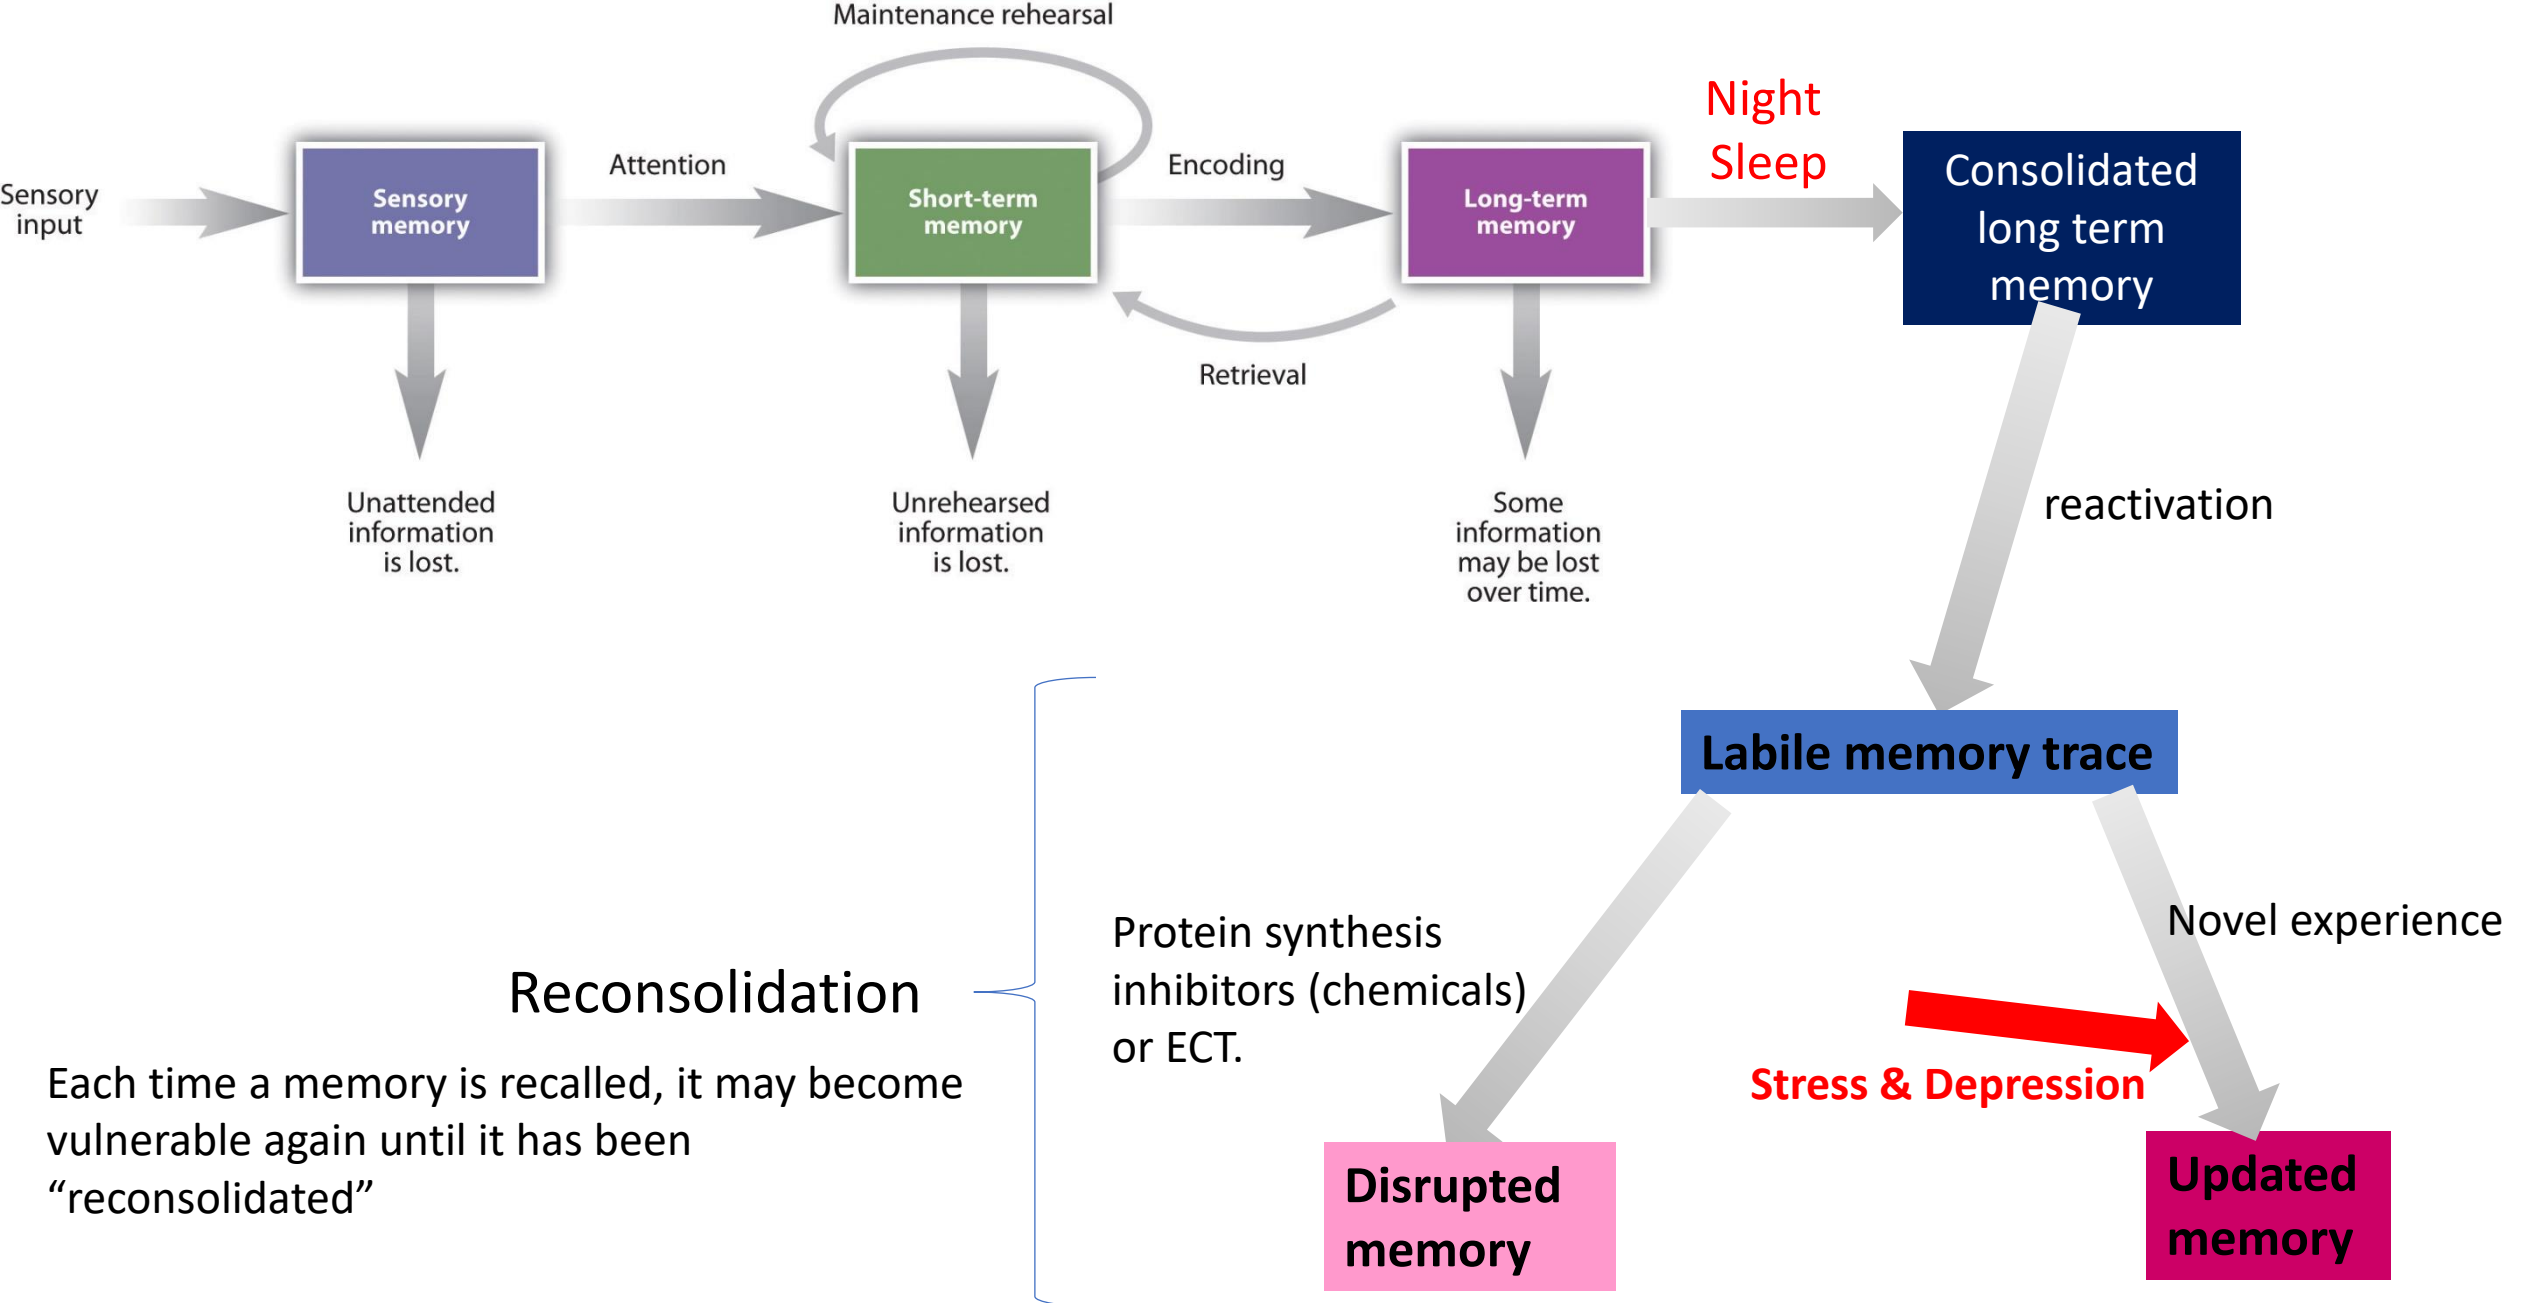 Maintenance rehearsal
Night
Sleep
Sensory
input
Sensory
memory
Attention
Short-term
memory
Encoding
Long-term
memory
Consolidated
long term
memory
Retrieval
Unattended
information
is lost.
Unrehearsed
information
is lost.
Some
information
may be lost
over time.
reactivation
Labile memory trace
Novel experience
Protein synthesis
inhibitors (chemicals)
or ECT.
Reconsolidation
Each time a memory is recalled, it may become
vulnerable again until it has been
“reconsolidated”
Stress & Depression
Disrupted
memory
Updated
memory